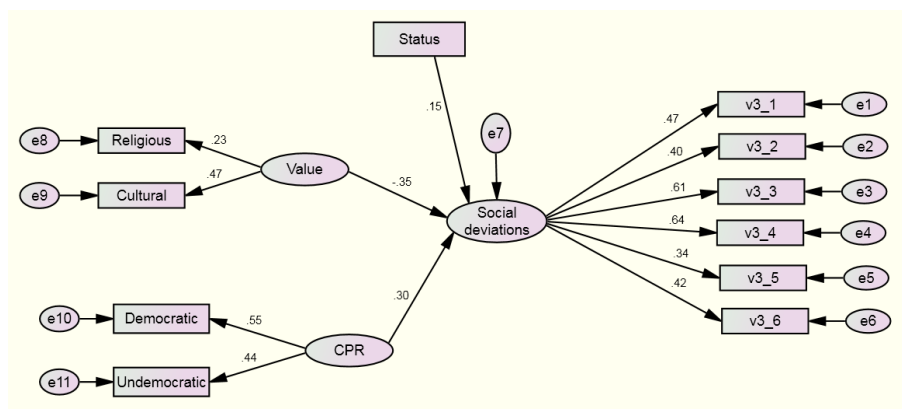 Status
.15
v3_1
e1
.47
e7
e8
Religious
.23
v3_2
e2
.40
Value
.47
e9
Cultural
-.35
.61
v3_3
e3
Social
deviations
.64
v3_4
e4
.34
v3_5
e5
.30
.42
e10
Democratic
.55
v3_6
e6
CPR
.44
e11
Undemocratic